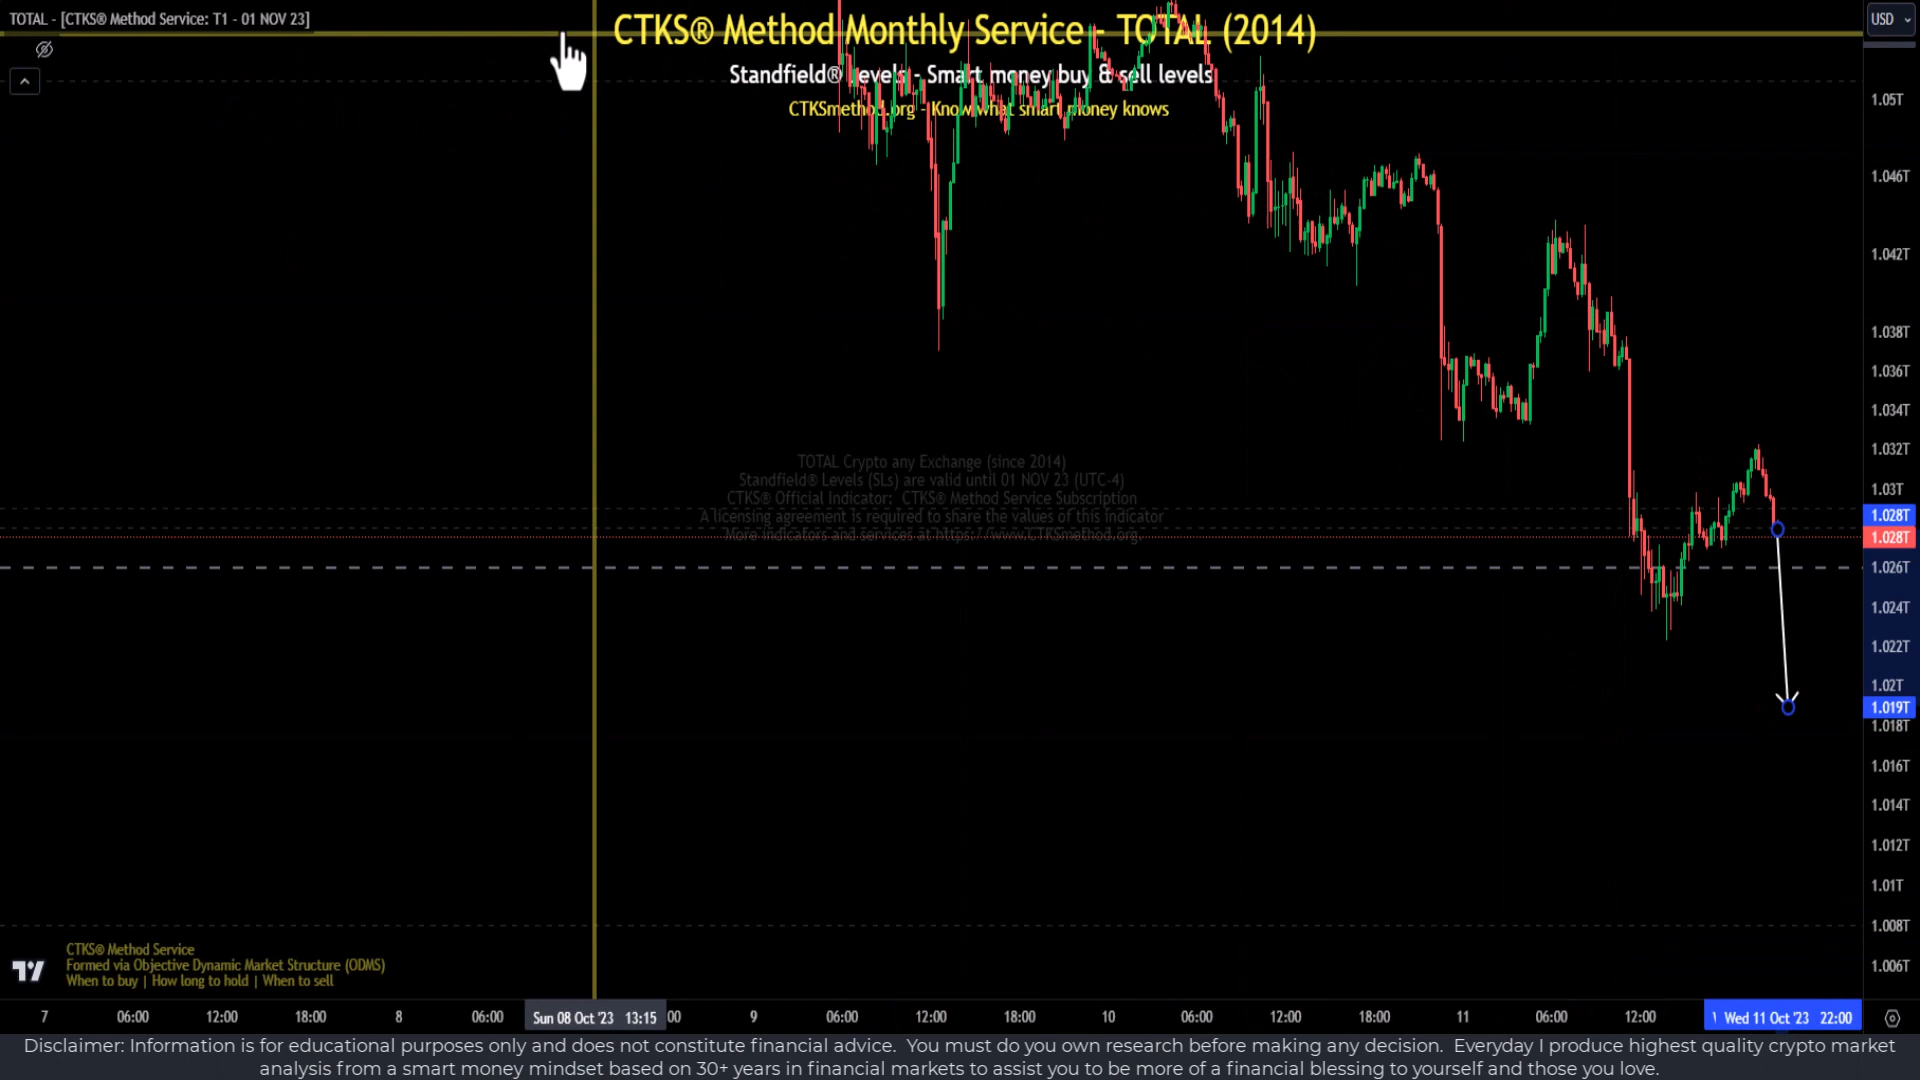 TOTAL - [CTKS® Method Service: T1 - 01 NOV 23]
CTKS® Method Monthly Service - TOTAL (2014)
Standfield® Levels - Smart money buy & sell levels
CTKSmethod.org - Know what smart money knows
USD
1.05T
1.046T
1.042T
1.038T
1.036T
1.034T
1.032T
1.03T
1.028T
1.028T
1.026T
1.024T
1.022T
1.02T
1.019T
1.018T
1.016T
1.014T
1.012T
1.01T
1.008T
1.006T
TOTAL Crypto any Exchange (since 2014)
Standfield® Levels (SLs) are valid until 01 NOV 23 (UTC-4)
CTKS® Official Indicator: CTKS® Method Service Subscription
A licensing agreement is required to share the values of this indicator
More indicators and services at https://www.CTKSmethod.org.
CTKS® Method Service
Formed via Objective Dynamic Market Structure (ODMS)
When to buy | How long to hold | When to sell
7 06:00 12:00 18:00 8 06:00 Sun 08 Oct '23 13:15 00 9 06:00 12:00 18:00 10 06:00 12:00 18:00 11 06:00 12:00 Wed 11 Oct '23 22:00
Disclaimer: Information is for educational purposes only and does not constitute financial advice. You must do you own research before making any decision. Everyday I produce highest quality crypto market
analysis from a smart money mindset based on 30+ years in financial markets to assist you to be more of a financial blessing to yourself and those you love.